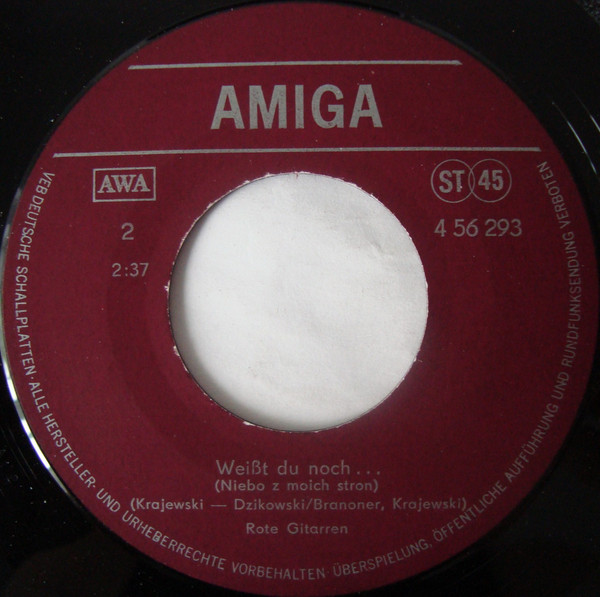 AMIGA
AWA
ST 45
2
4 56 293
2:37
Weißt du noch...
(Niebo z moich stron)
(Krajewski — Dzikowski/Branoner, Krajewski)
Rote Gitarren
VEB DEUTSCHE SCHALLPLATTEN · ALLE HERSTELLER- UND URHEBERRECHTE VORBEHALTEN · ÜBERSPIELUNG, ÖFFENTLICHE AUFFÜHRUNG UND RUNDFUNKSENDUNG VERBOTEN